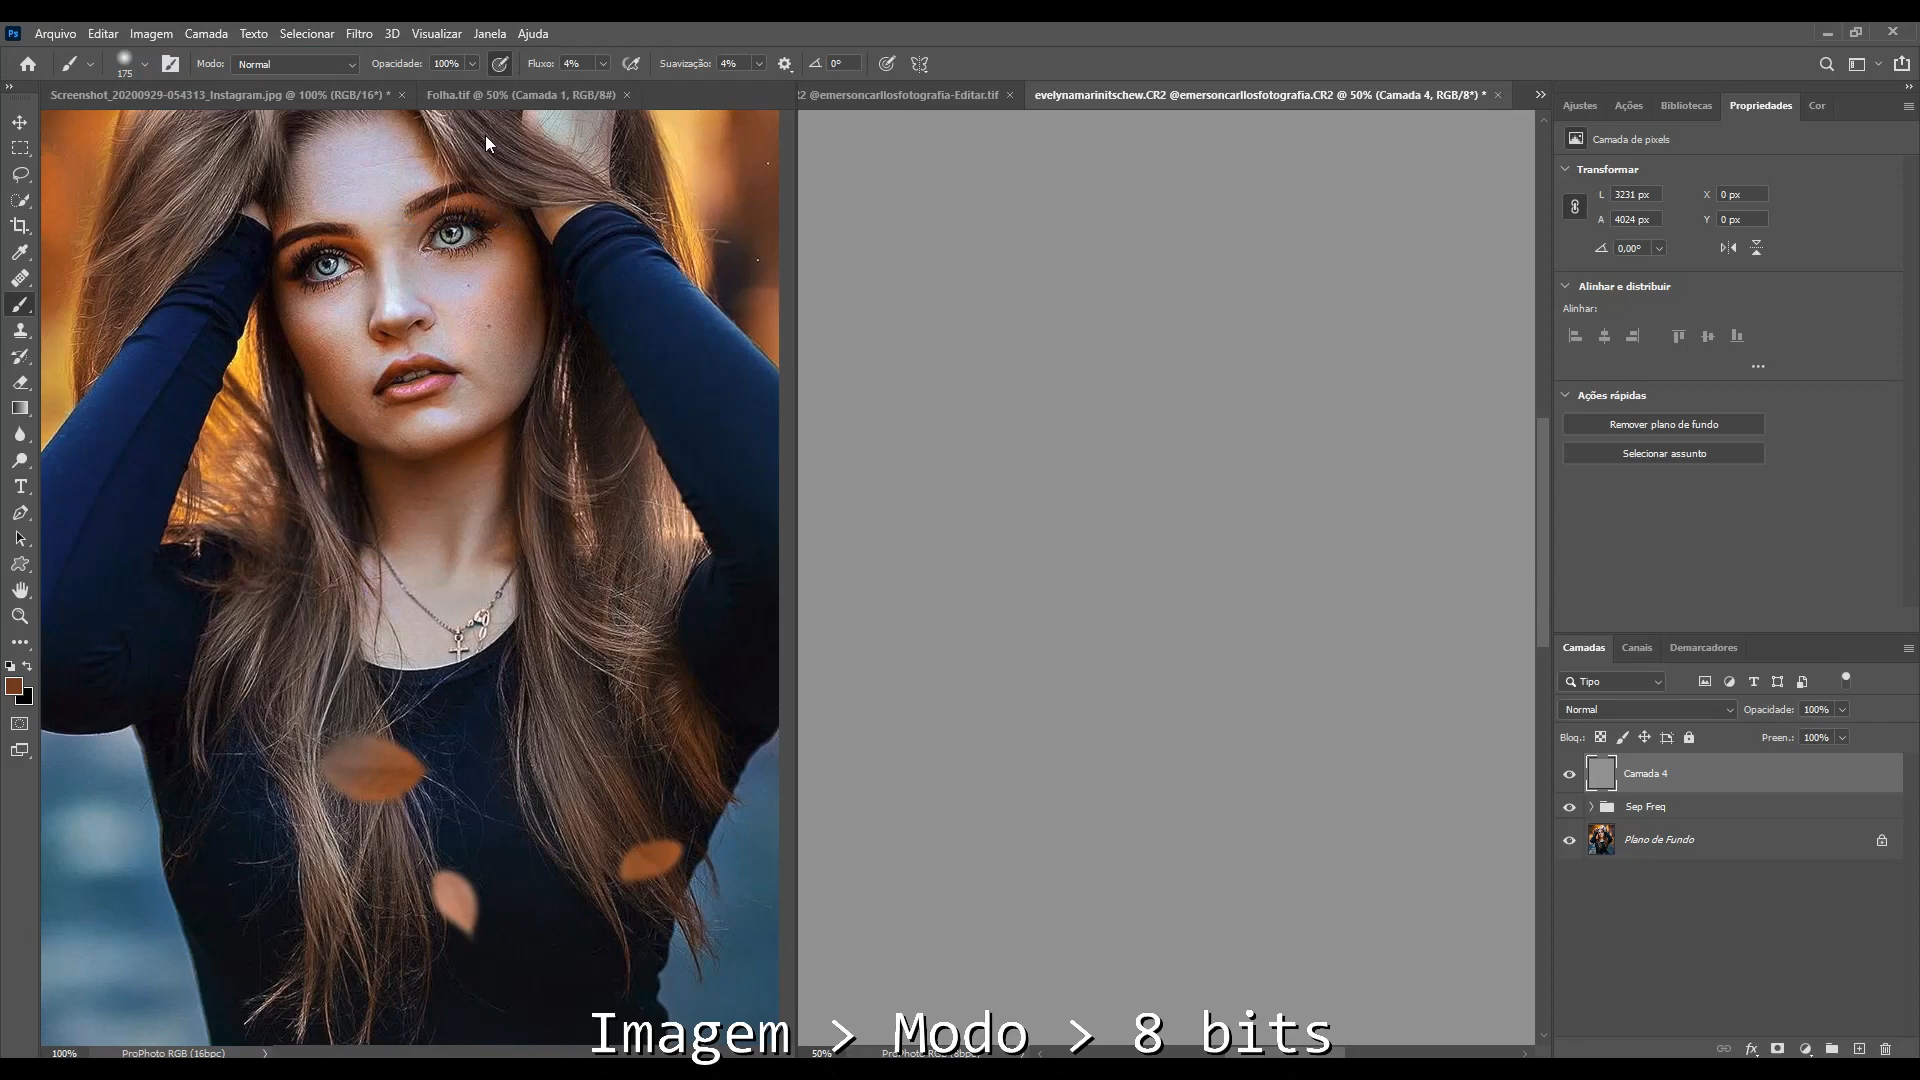 Ps Arquivo Editar Imagem Camada Texto Selecionar Filtro 3D Visualizar Janela Ajuda
175 Modo: Normal Opacidade: 100% Fluxo: 4% Suavização: 4% 0°
Screenshot_20200929-054313_Instagram.jpg @ 100% (RGB/16*) *
Folha.tif @ 50% (Camada 1, RGB/8#)
2 @emersoncarllosfotografia-Editar.tif
evelynamarinitschew.CR2 @emersoncarllosfotografia.CR2 @ 50% (Camada 4, RGB/8*) *
Ajustes Ações Bibliotecas Propriedades Cor
Camada de pixels
Transformar
L 3231 px X 0 px
A 4024 px Y 0 px
0,00°
Alinhar e distribuir
Alinhar:
Ações rápidas
Remover plano de fundo
Selecionar assunto
Camadas Canais Demarcadores
Tipo
Normal Opacidade: 100%
Bloq.: Preen.: 100%
Camada 4
Sep Freq
Plano de Fundo
Imagem > Modo > 8 bits
100% ProPhoto RGB (16bpc)
50%